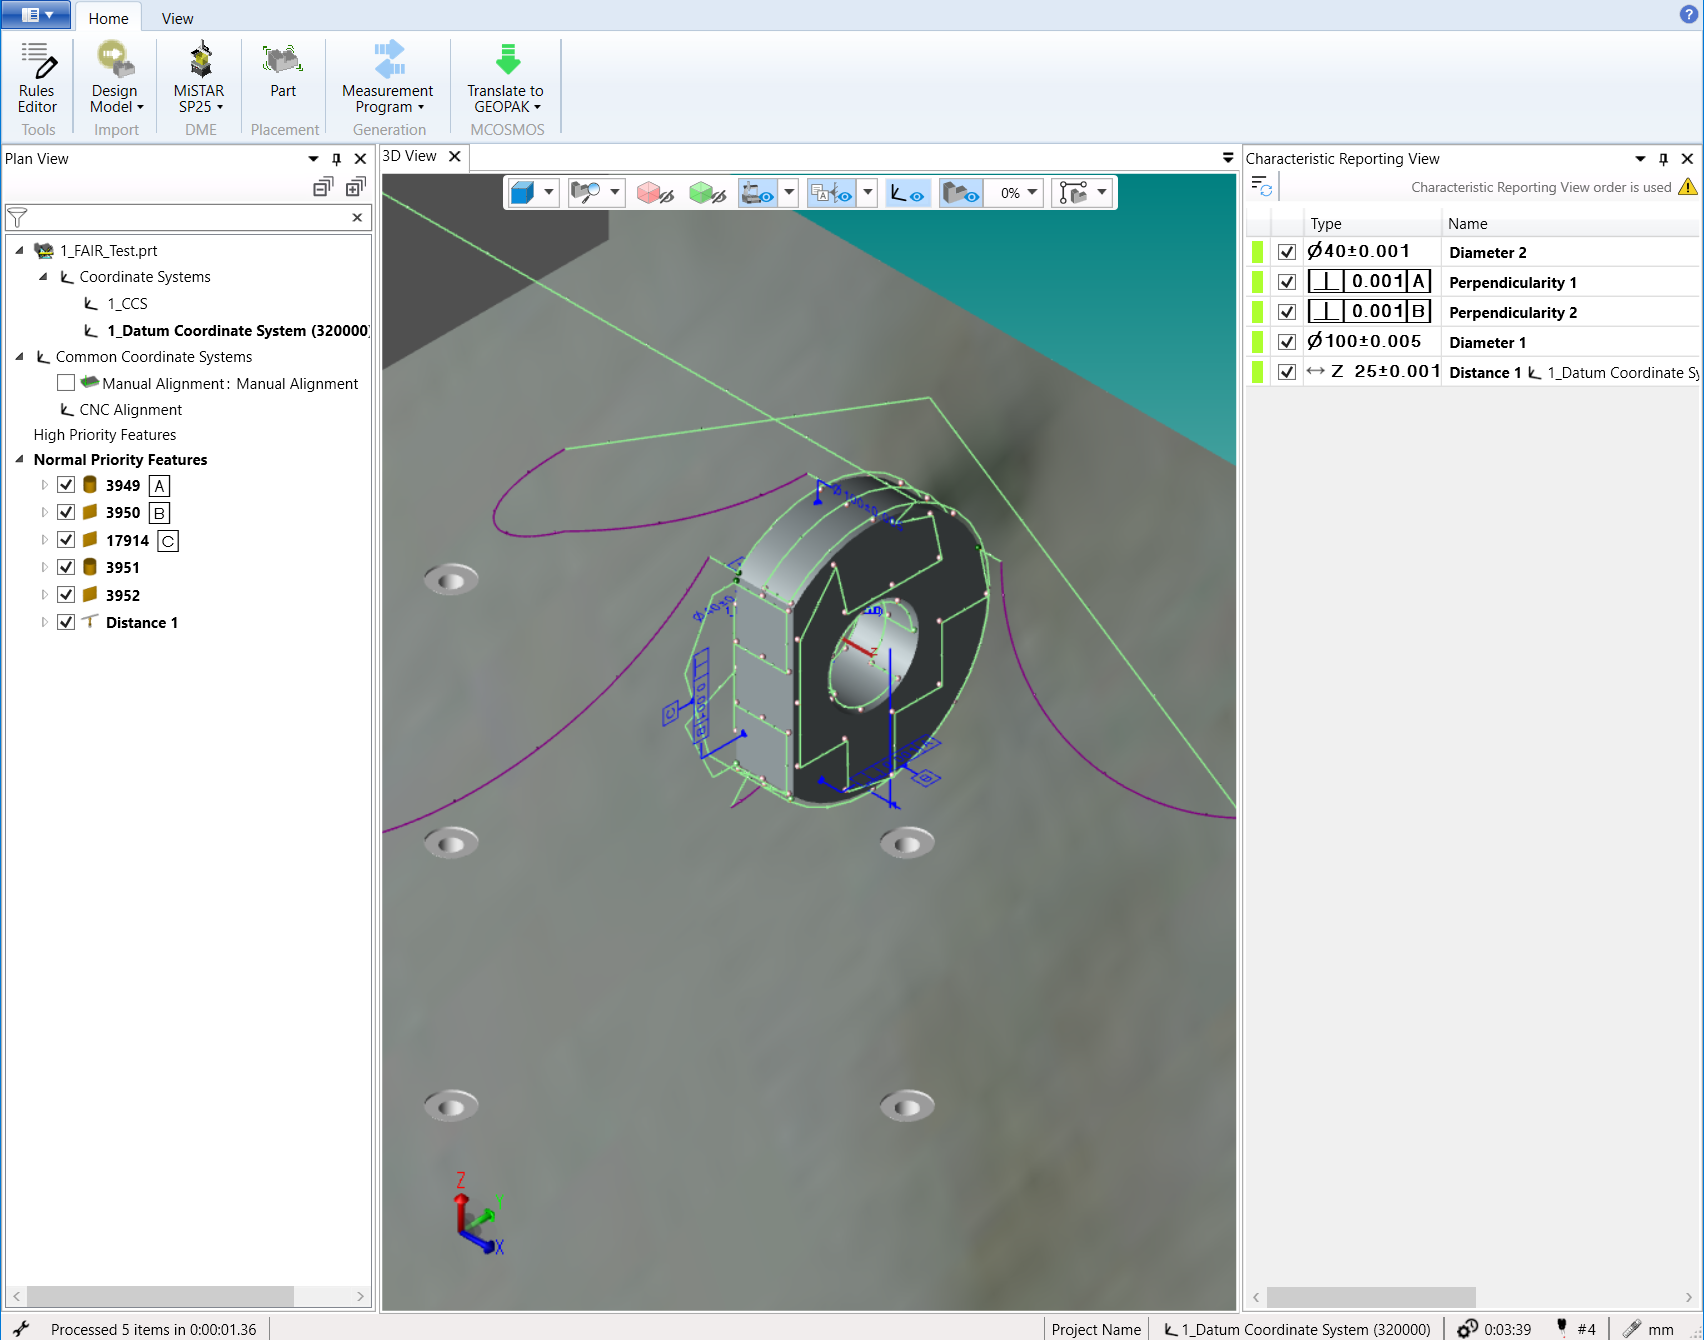 Home View
Rules Editor
Design Model
MiSTAR SP25
Part
Measurement Program
Translate to GEOPAK
Tools
Import
DME
Placement
Generation
MCOSMOS
Plan View
1_FAIR_Test.prt
Coordinate Systems
1_CCS
1_Datum Coordinate System (320000)
Common Coordinate Systems
Manual Alignment: Manual Alignment
CNC Alignment
High Priority Features
Normal Priority Features
3949 A
3950 B
17914 C
3951
3952
Distance 1
3D View
0%
Z
Z
Y
X
Characteristic Reporting View
Characteristic Reporting View order is used
Type Name
Ø40±0.001 Diameter 2
⊥ 0.001 A Perpendicularity 1
⊥ 0.001 B Perpendicularity 2
Ø100±0.005 Diameter 1
↔ Z 25±0.001 Distance 1 1_Datum Coordinate Sy
Processed 5 items in 0:00:01.36
Project Name
1_Datum Coordinate System (320000)
0:03:39
#4
mm